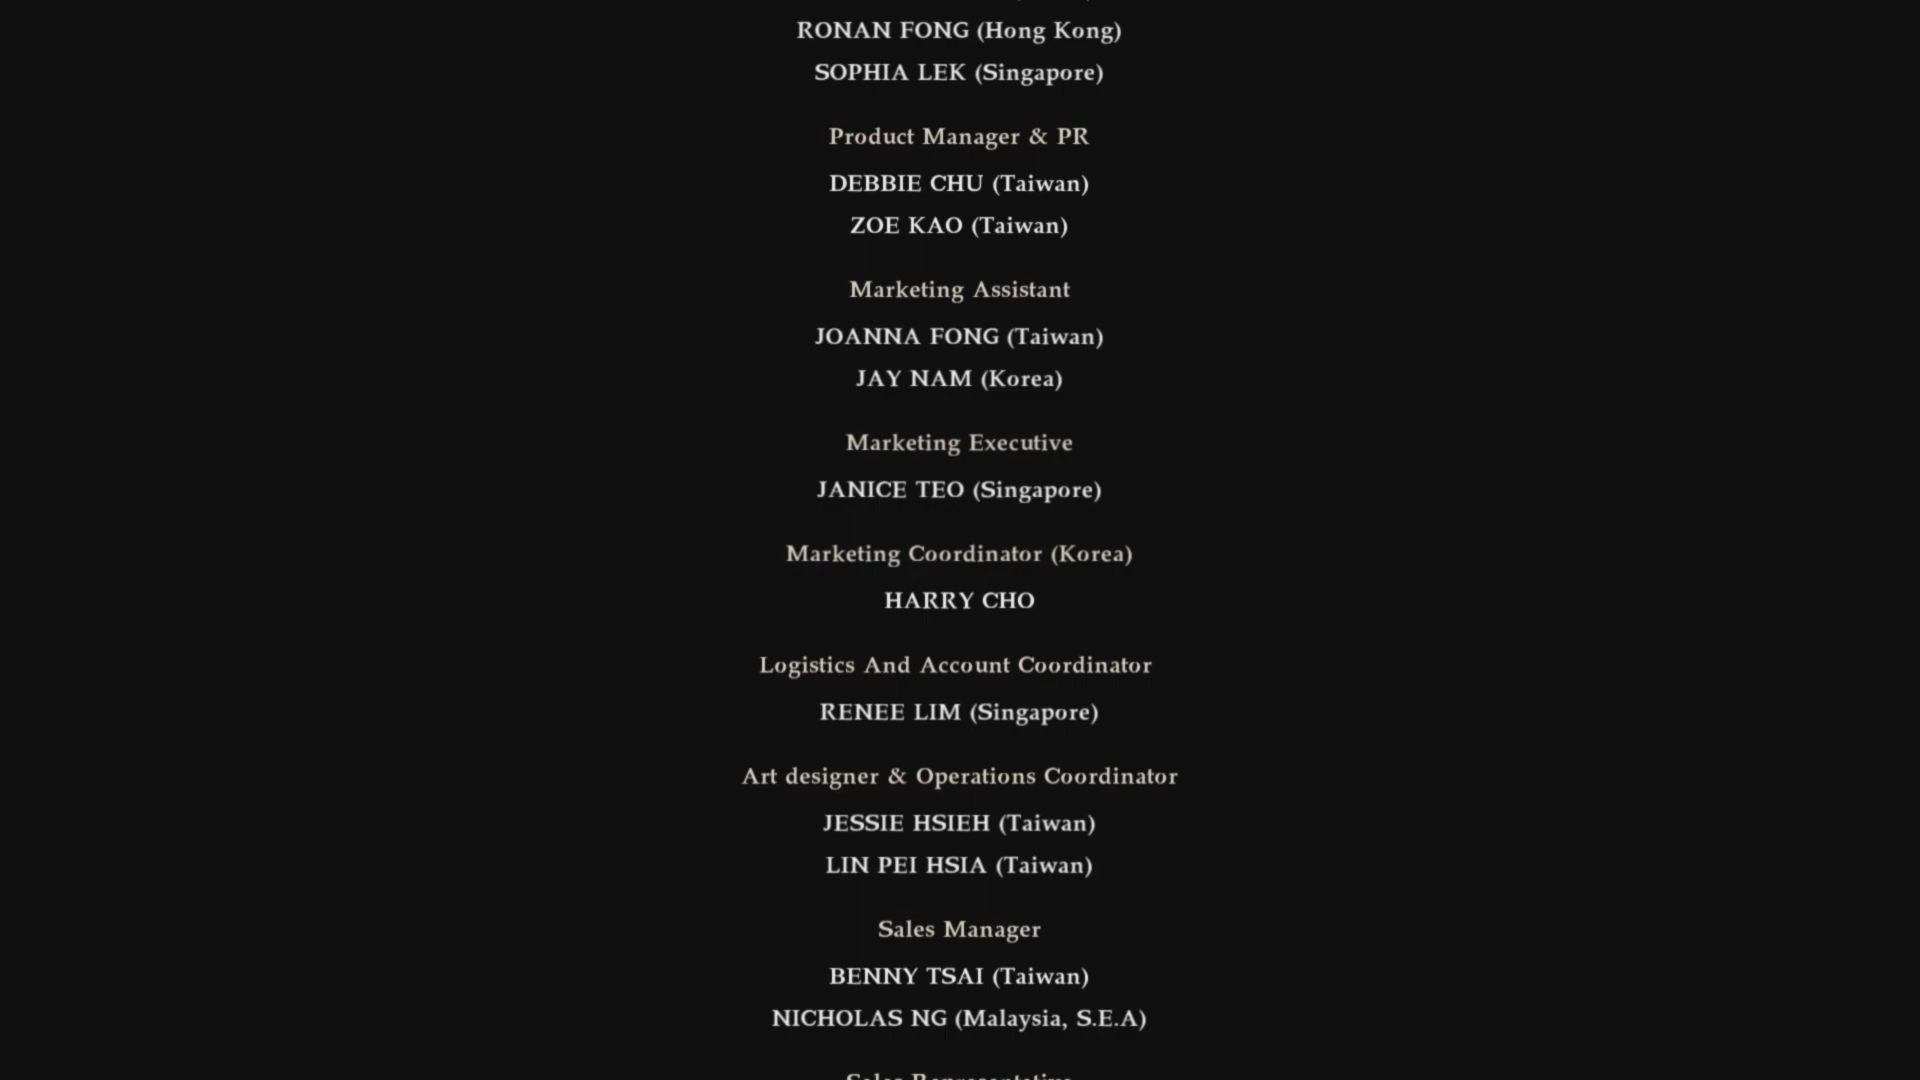 RONAN FONG (Hong Kong)
SOPHIA LEK (Singapore)
Product Manager & PR
DEBBIE CHU (Taiwan)
ZOE KAO (Taiwan)
Marketing Assistant
JOANNA FONG (Taiwan)
JAY NAM (Korea)
Marketing Executive
JANICE TEO (Singapore)
Marketing Coordinator (Korea)
HARRY CHO
Logistics And Account Coordinator
RENEE LIM (Singapore)
Art designer & Operations Coordinator
JESSIE HSIEH (Taiwan)
LIN PEI HSIA (Taiwan)
Sales Manager
BENNY TSAI (Taiwan)
NICHOLAS NG (Malaysia, S.E.A)